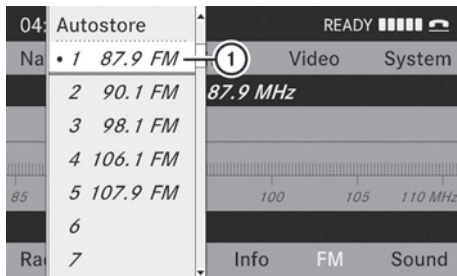 04: Autostore READY
Na • 1 87.9 FM 1 Video System
2 90.1 FM 87.9 MHz
3 98.1 FM
4 106.1 FM
85 5 107.9 FM 100 105 110 MHz
6
Ra 7 Info FM Sound